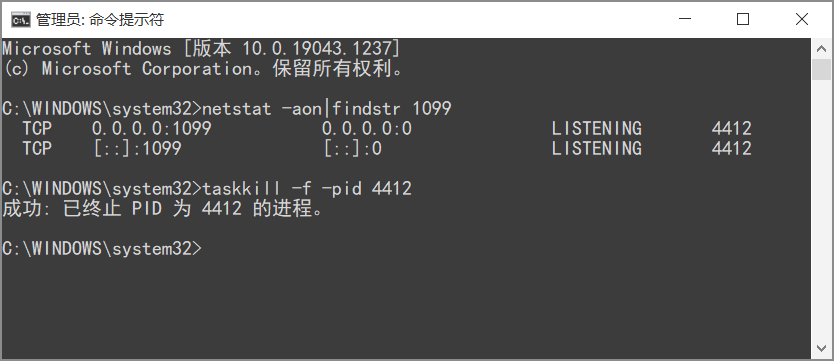 管理员: 命令提示符
Microsoft Windows [版本 10.0.19043.1237]
(c) Microsoft Corporation。保留所有权利。
C:\WINDOWS\system32>netstat -aon|findstr 1099
TCP    0.0.0.0:1099           0.0.0.0:0              LISTENING       4412
TCP    [::]:1099              [::]:0                 LISTENING       4412
C:\WINDOWS\system32>taskkill -f -pid 4412
成功: 已终止 PID 为 4412 的进程。
C:\WINDOWS\system32>